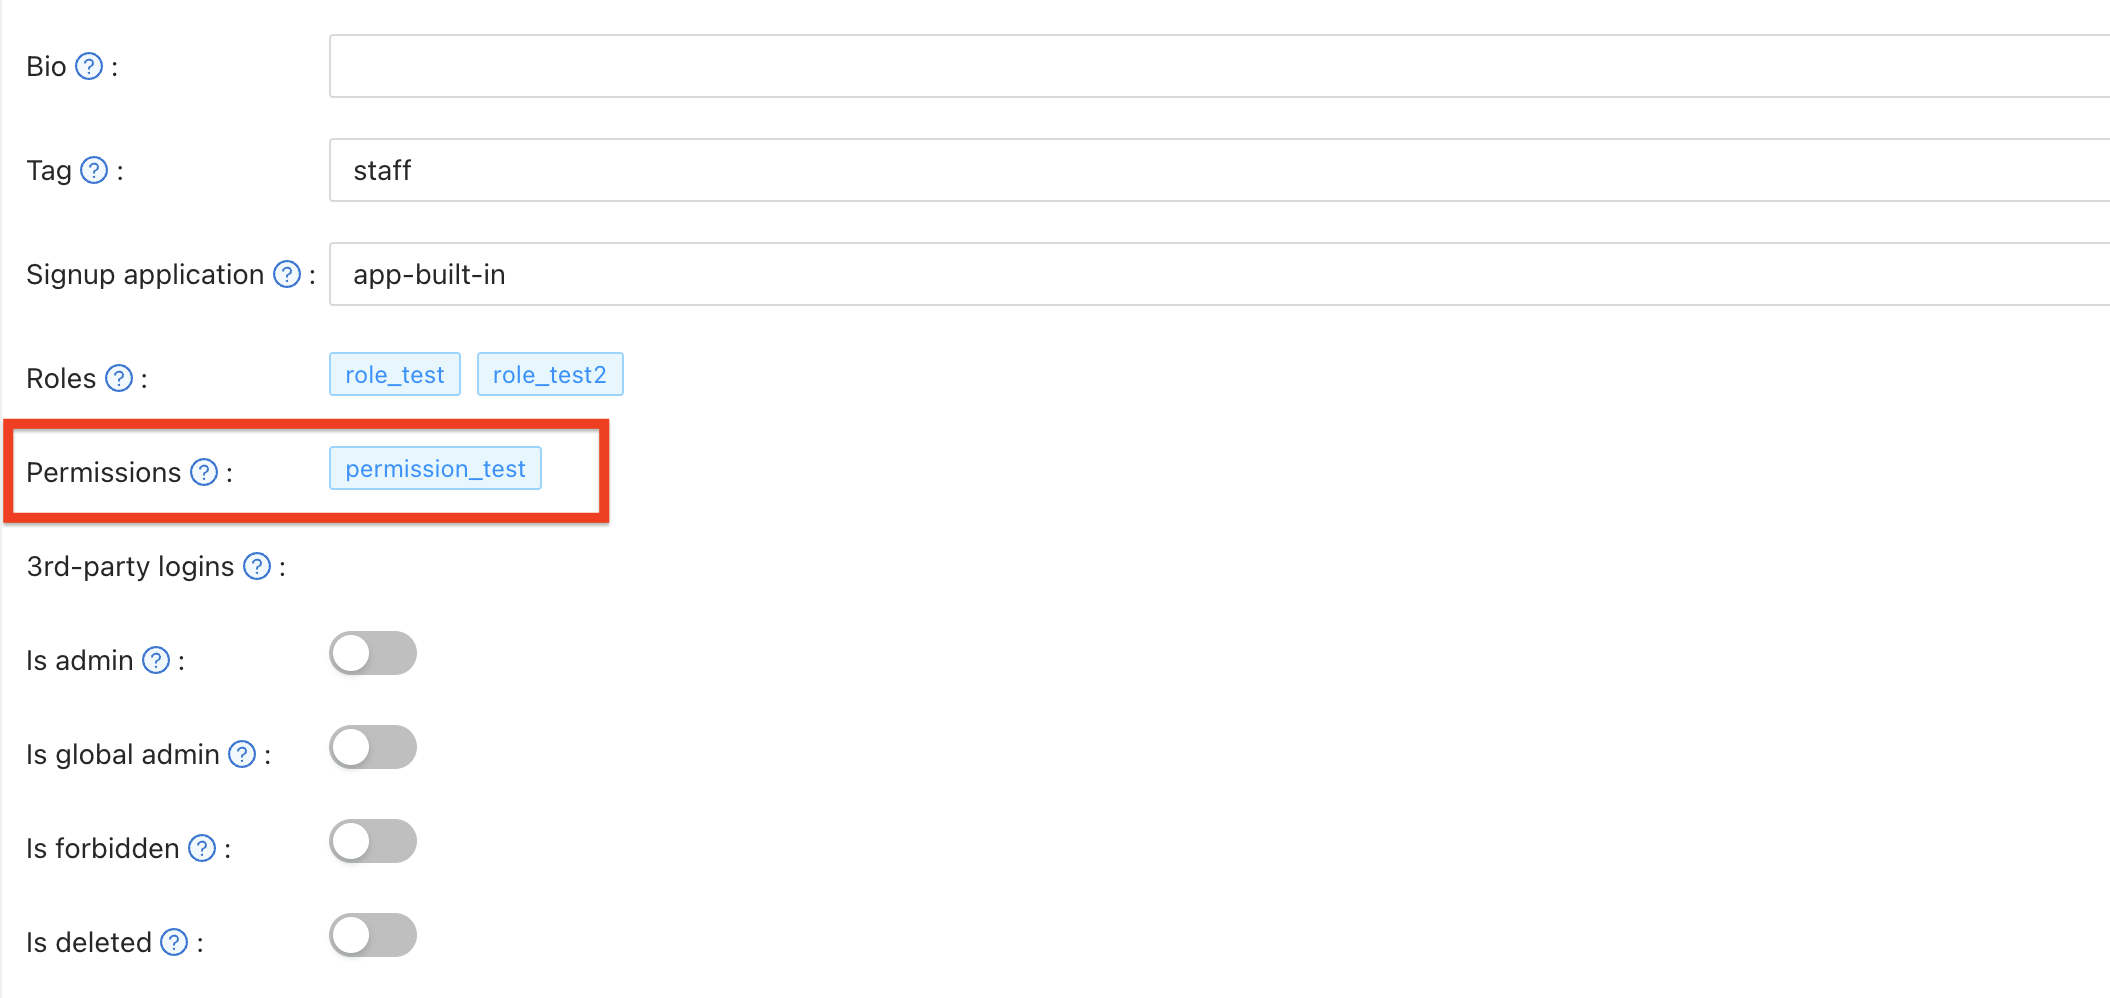 Bio ? :
Tag ? : staff
Signup application ? : app-built-in
Roles ? : role_test role_test2
Permissions ? : permission_test
3rd-party logins ? :
Is admin ? :
Is global admin ? :
Is forbidden ? :
Is deleted ? :